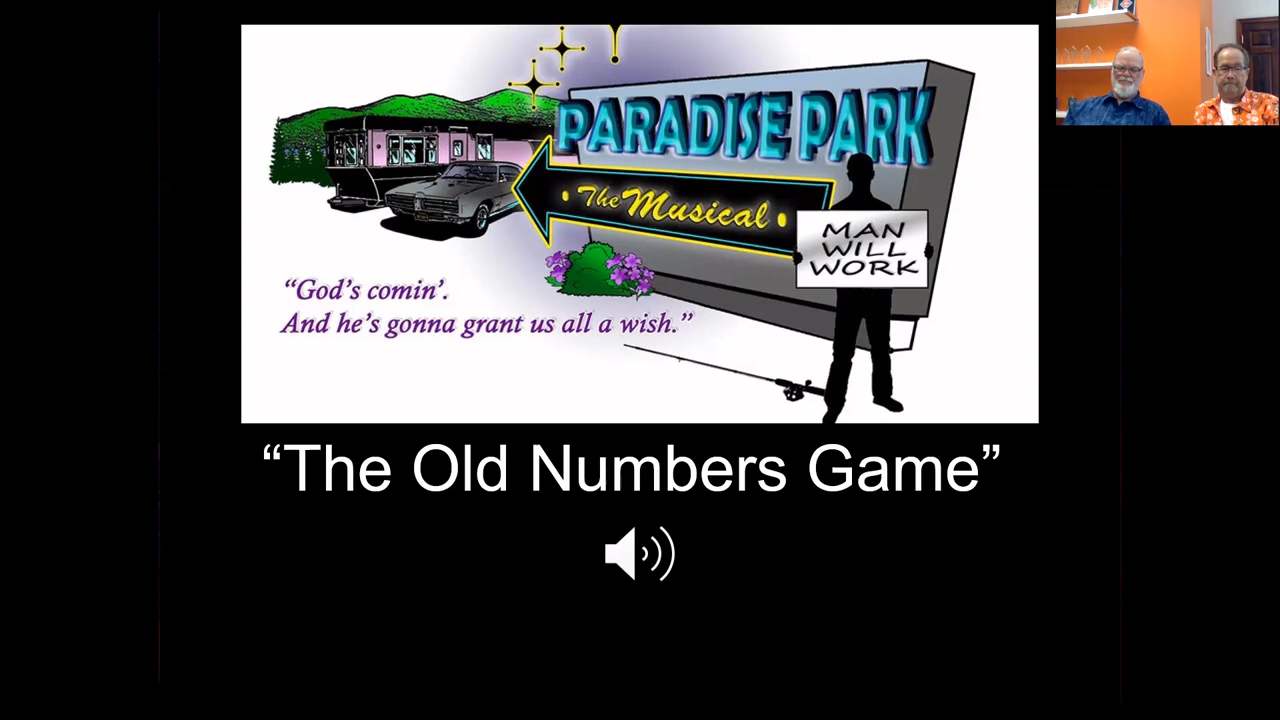 PARADISE PARK
• The Musical •
MAN
WILL
WORK
“God’s comin’.
And he’s gonna grant us all a wish.”
“The Old Numbers Game”